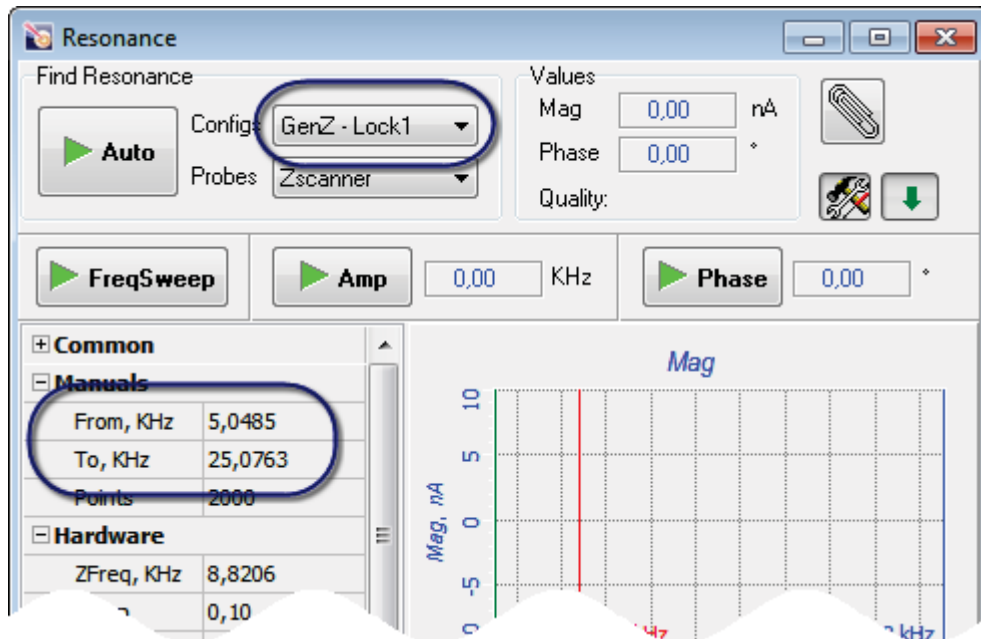 Resonance
Find Resonance
Auto
Configs GenZ - Lock1
Probes Zscanner
Values
Mag 0,00 nA
Phase 0,00 °
Quality:
FreqSweep
Amp 0,00 KHz
Phase 0,00 °
Common
Manuals
From, KHz 5,0485
To, KHz 25,0763
Points 2000
Hardware
ZFreq, KHz 8,8206
0,10
Mag
Mag, nA
10
5
0
-5
kHz